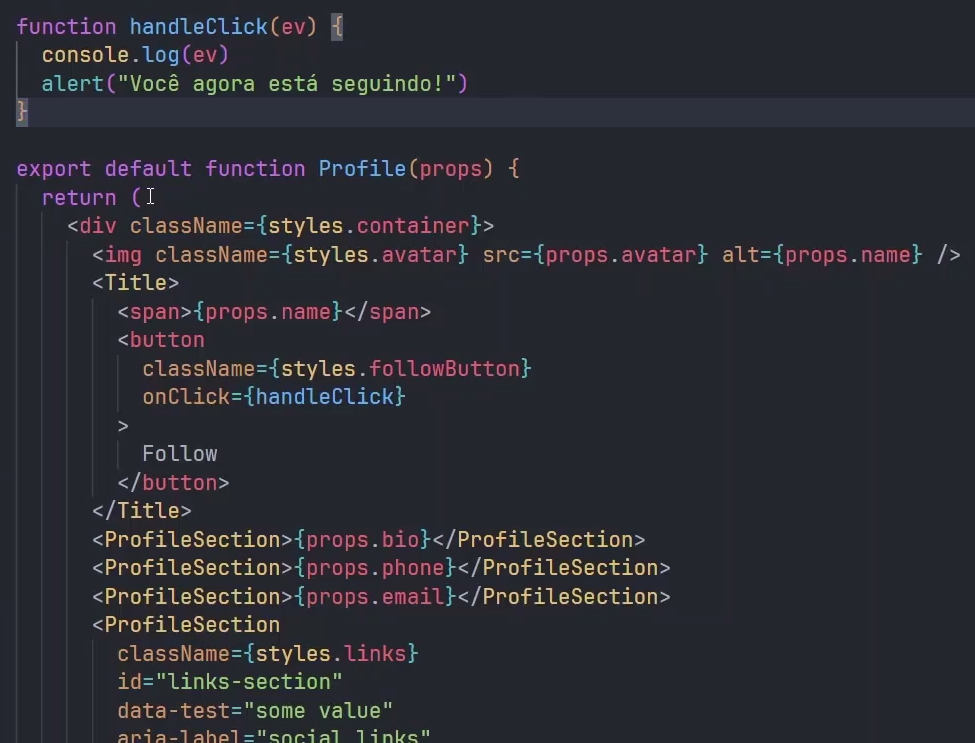 function handleClick(ev) {
  console.log(ev)
  alert("Você agora está seguindo!")
}
export default function Profile(props) {
  return (
    <div className={styles.container}>
      <img className={styles.avatar} src={props.avatar} alt={props.name} />
      <Title>
        <span>{props.name}</span>
        <button
          className={styles.followButton}
          onClick={handleClick}
        >
          Follow
        </button>
      </Title>
      <ProfileSection>{props.bio}</ProfileSection>
      <ProfileSection>{props.phone}</ProfileSection>
      <ProfileSection>{props.email}</ProfileSection>
      <ProfileSection
        className={styles.links}
        id="links-section"
        data-test="some value"
        aria-label="social links"